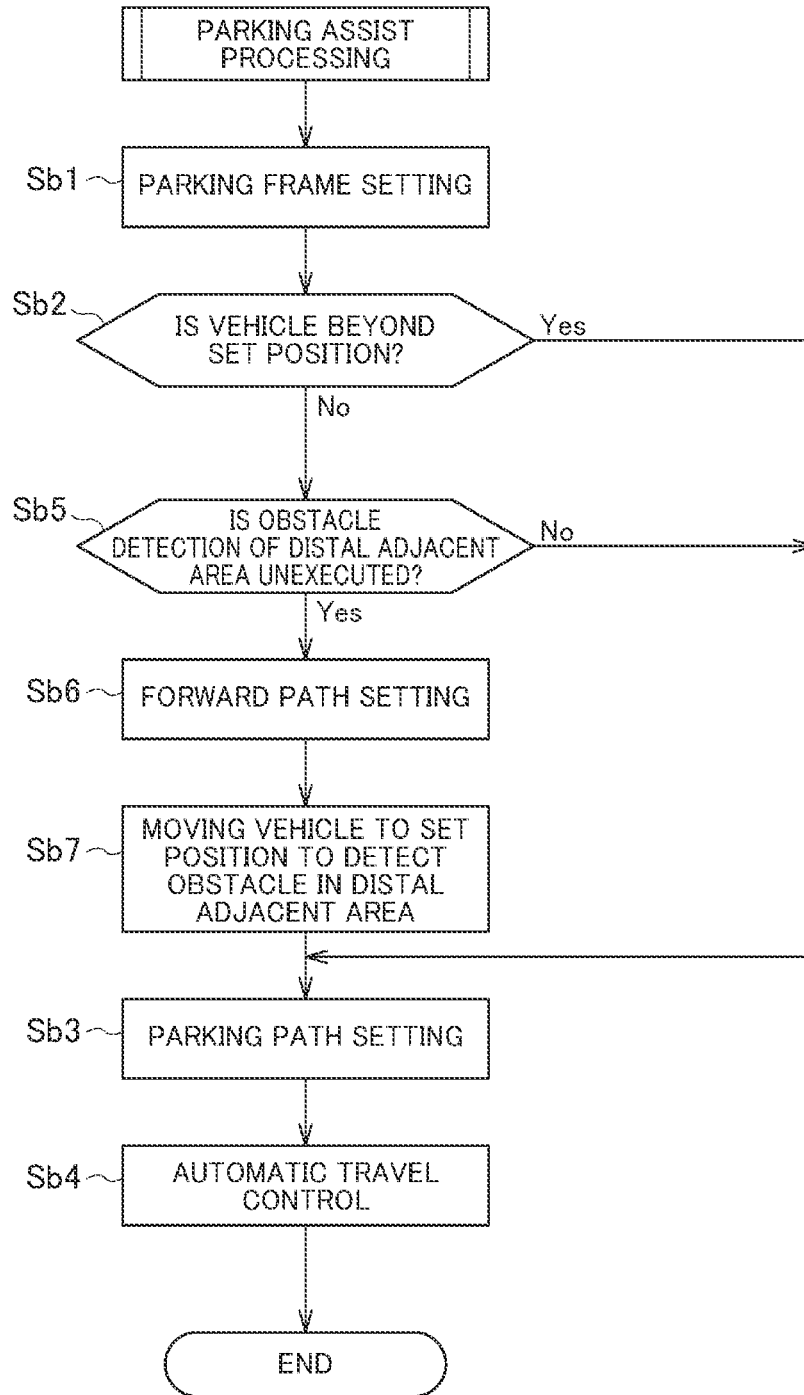 PARKING ASSIST
PROCESSING
Sb1
PARKING FRAME SETTING
Sb2
IS VEHICLE BEYOND
SET POSITION?
Yes
No
Sb5
IS OBSTACLE
DETECTION OF DISTAL ADJACENT
AREA UNEXECUTED?
No
Yes
Sb6
FORWARD PATH SETTING
Sb7
MOVING VEHICLE TO SET
POSITION TO DETECT
OBSTACLE IN DISTAL
ADJACENT AREA
Sb3
PARKING PATH SETTING
Sb4
AUTOMATIC TRAVEL
CONTROL
END